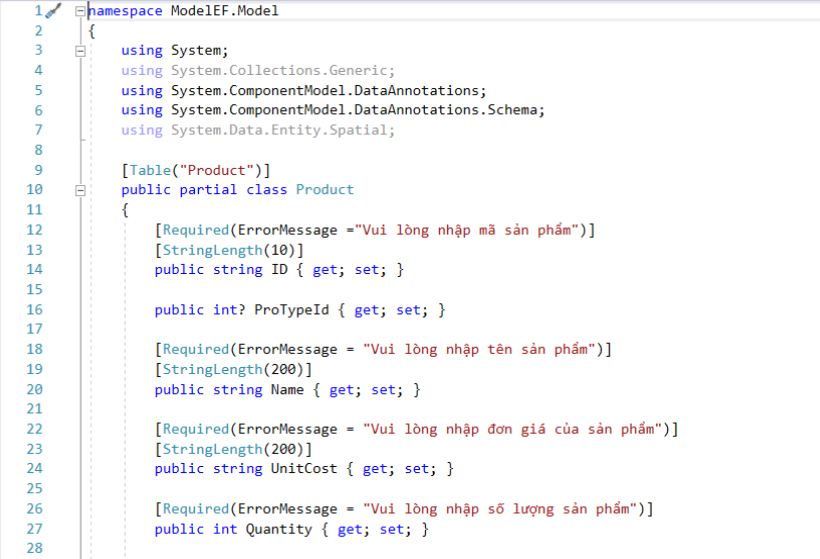 1 namespace ModelEF.Model
2 {
3 using System;
4 using System.Collections.Generic;
5 using System.ComponentModel.DataAnnotations;
6 using System.ComponentModel.DataAnnotations.Schema;
7 using System.Data.Entity.Spatial;
8
9 [Table("Product")]
10 public partial class Product
11 {
12 [Required(ErrorMessage ="Vui lòng nhập mã sản phẩm")]
13 [StringLength(10)]
14 public string ID { get; set; }
15
16 public int? ProTypeId { get; set; }
17
18 [Required(ErrorMessage = "Vui lòng nhập tên sản phẩm")]
19 [StringLength(200)]
20 public string Name { get; set; }
21
22 [Required(ErrorMessage = "Vui lòng nhập đơn giá của sản phẩm")]
23 [StringLength(200)]
24 public string UnitCost { get; set; }
25
26 [Required(ErrorMessage = "Vui lòng nhập số lượng sản phẩm")]
27 public int Quantity { get; set; }
28